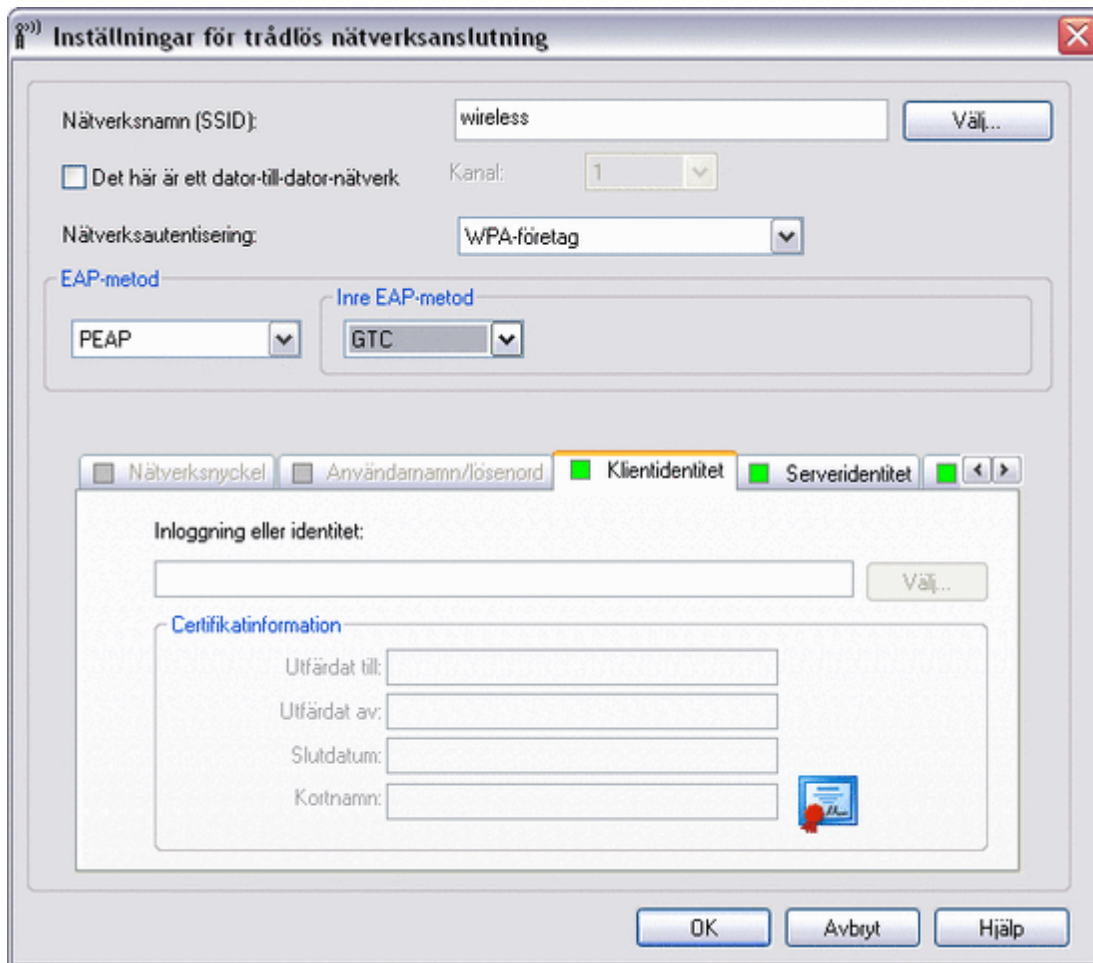 Inställningar för trådlös nätverksanslutning
Nätverksnamn (SSID): wireless Välj...
Det här är ett dator-till-dator-nätverk Kanal: 1
Nätverksautentisering: WPA-företag
EAP-metod
Inre EAP-metod
PEAP GTC
Nätverksnyckel Användarnamn/lösenord Klientidentitet Serveridentitet
Inloggning eller identitet:
Välj...
Certifikatinformation
Utfärdat till:
Utfärdat av:
Slutdatum:
Kortnamn:
OK Avbryt Hjälp